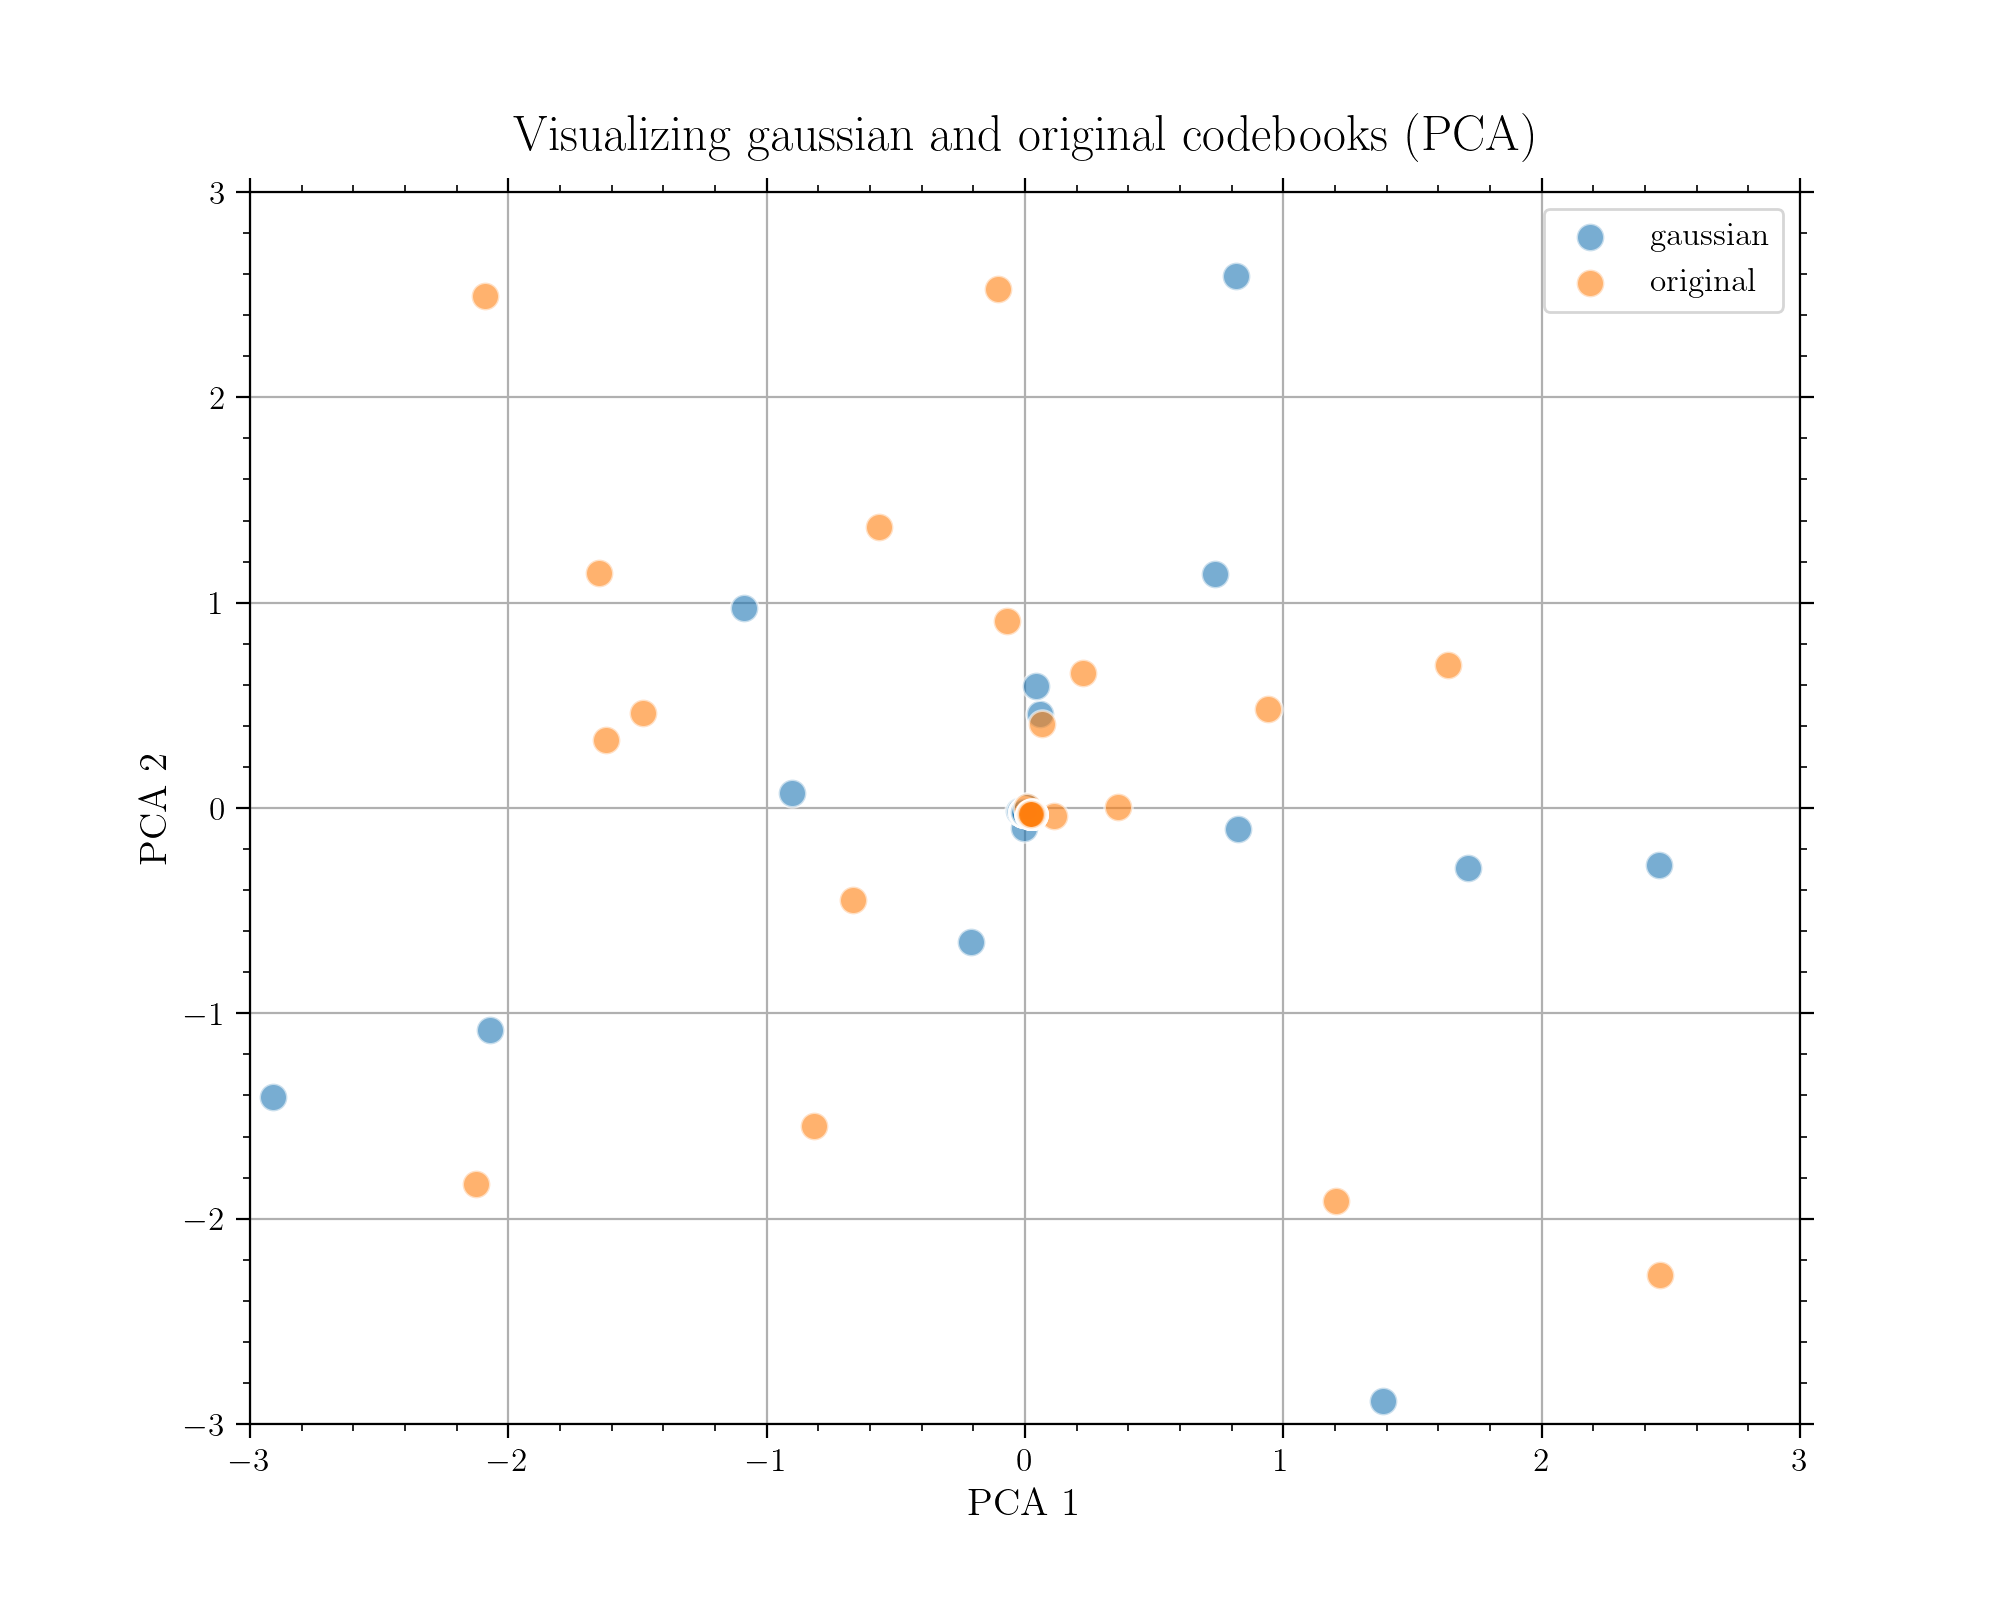 Visualizing gaussian and original codebooks (PCA)
gaussian
original
3
2
1
0
−1
−2
−3
PCA 2
−3
−2
−1
0
1
2
3
PCA 1